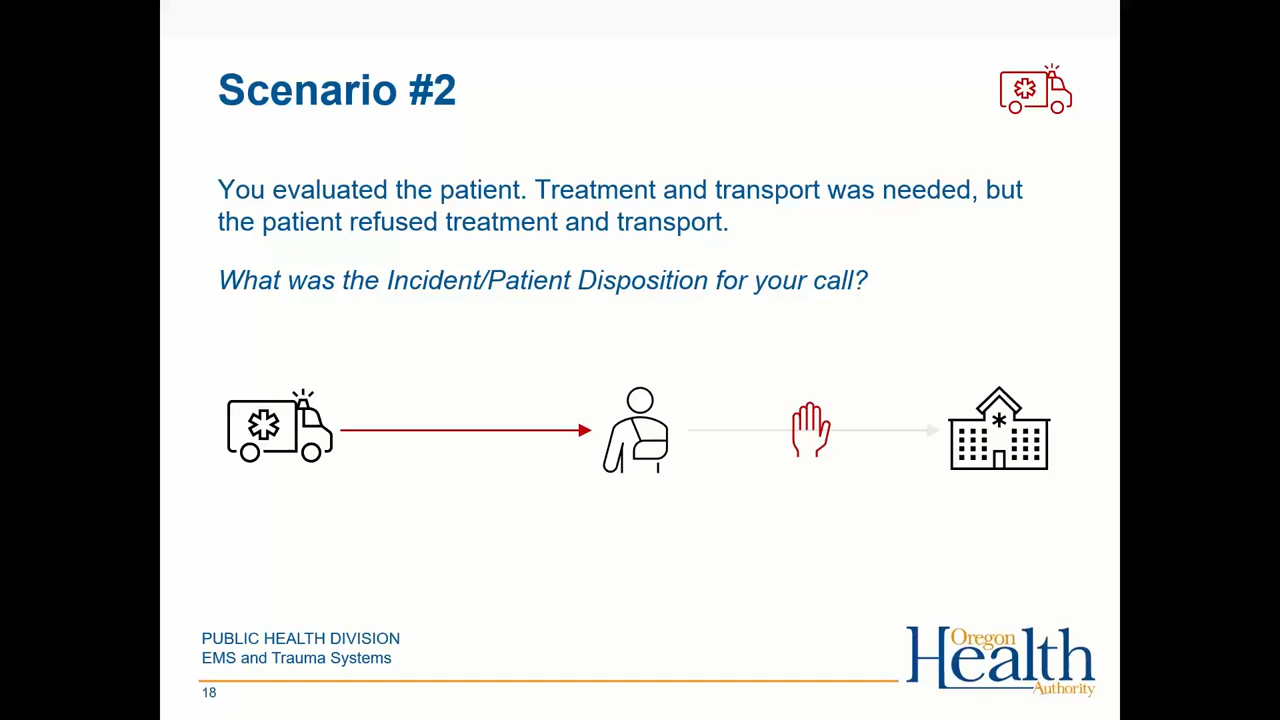 Scenario #2
You evaluated the patient. Treatment and transport was needed, but
the patient refused treatment and transport.
What was the Incident/Patient Disposition for your call?
PUBLIC HEALTH DIVISION
EMS and Trauma Systems
18
Oregon
Health
Authority